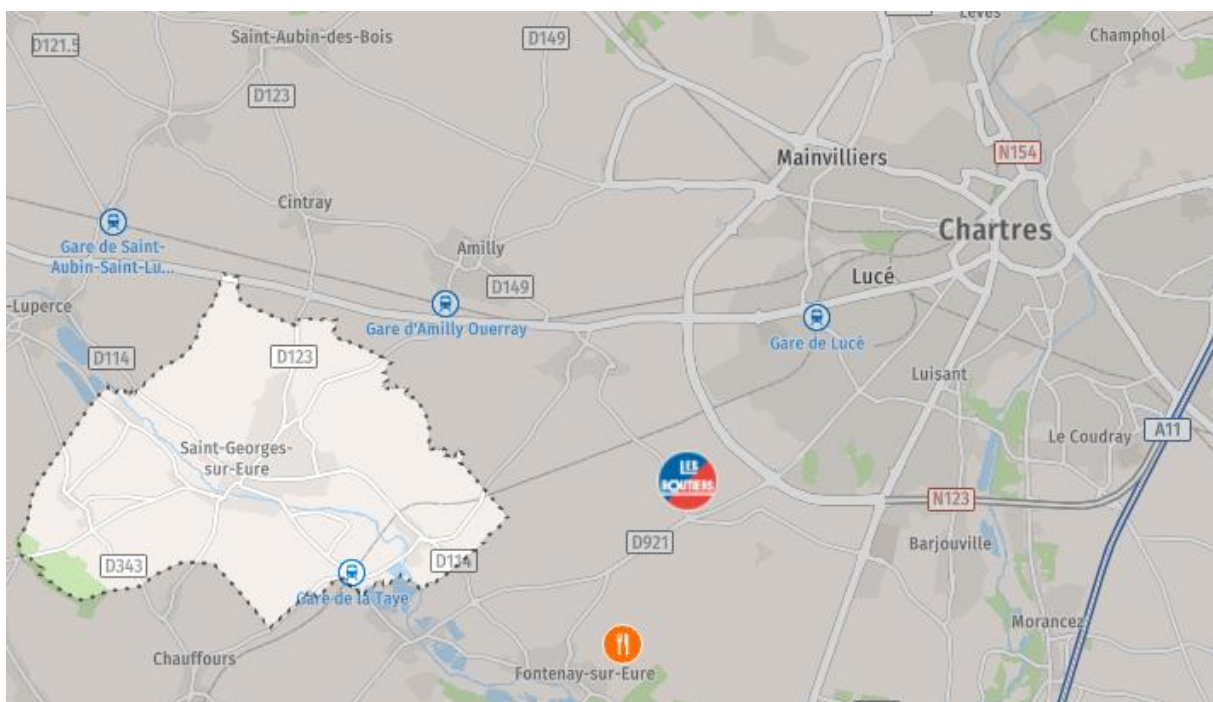 Lèves
D121.5
Saint-Aubin-des-Bois
D149
Champhol
D123
Mainvilliers
N154
Cintray
Chartres
Gare de Saint-
Aubin-Saint-Lu...
Amilly
Lucé
D149
-Luperce
Gare d'Amilly Ouerray
Gare de Lucé
D114
D123
Luisant
Le Coudray
A11
Saint-Georges-
sur-Eure
LES
ROUTIERS
N123
D921
Barjouville
D343
D114
Gare de la Taye
Morancez
Chauffours
Fontenay-sur-Eure